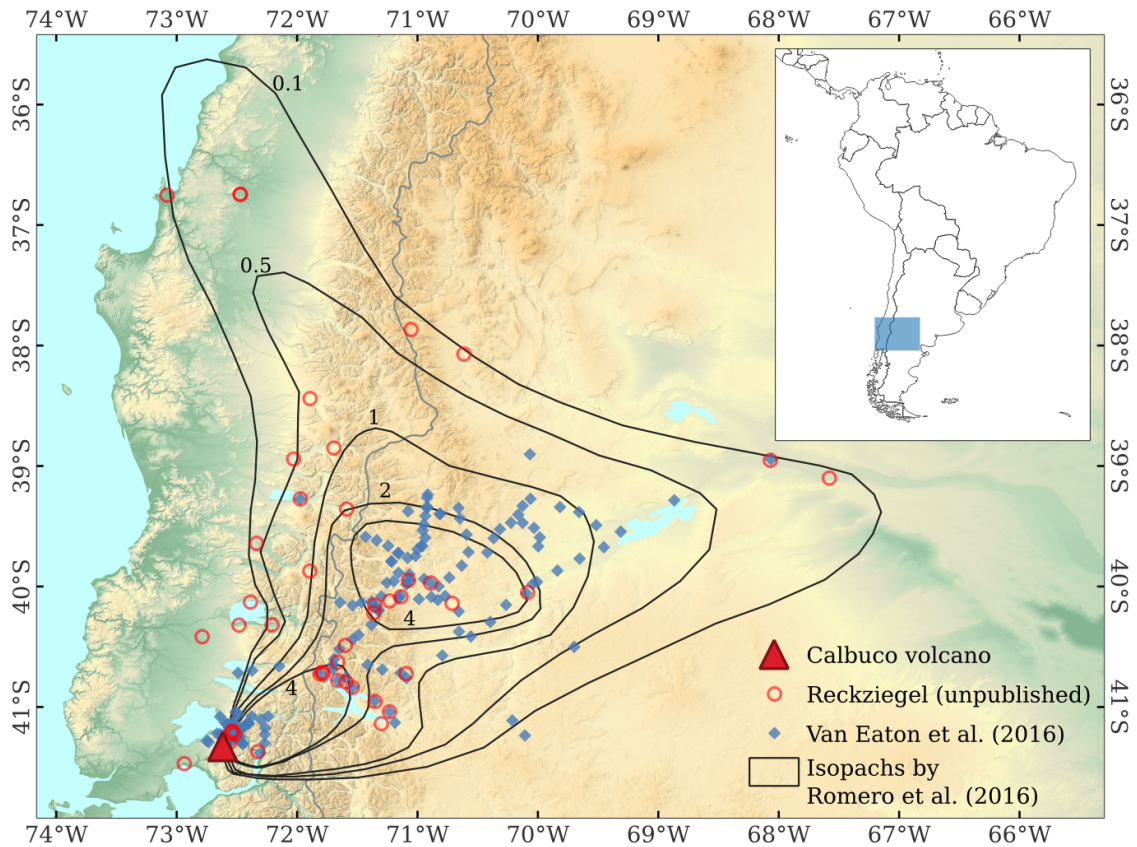 74°W 73°W 72°W 71°W 70°W 69°W 68°W 67°W 66°W
36°S 36°S
0.1
37°S 37°S
0.5
38°S 38°S
1
39°S 39°S
2
40°S 40°S
4
Calbuco volcano
4
Reckziegel (unpublished)
41°S 41°S
Van Eaton et al. (2016)
Isopachs by
Romero et al. (2016)
74°W 73°W 72°W 71°W 70°W 69°W 68°W 67°W 66°W